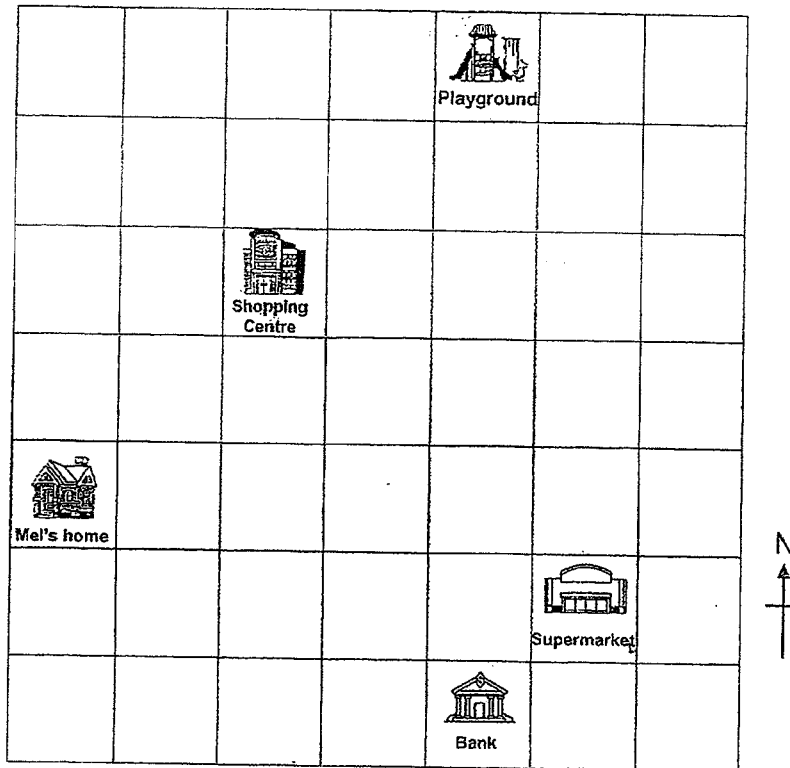 Playground
Shopping
Centre
Mel's home
N
Supermarket
Bank